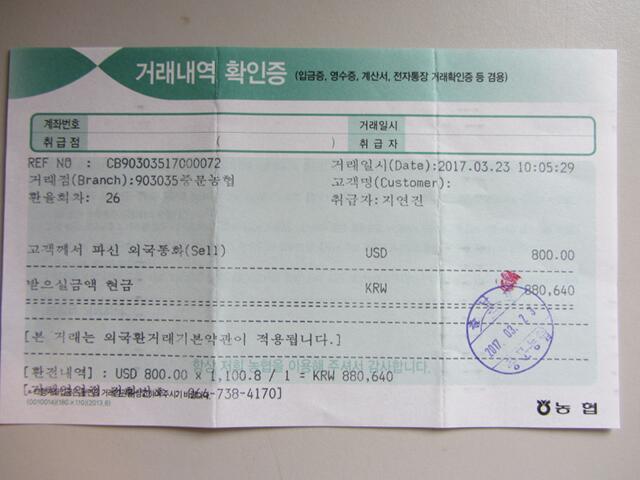 거래내역 확인증 (입금증, 영수증, 계산서, 전자통장 거래확인증 등 겸용)
계좌번호 거래일시
취급점 ( ) 취급자
REF NO : CB90303517000072 거래일시(Date):2017.03.23 10:05:29
거래점(Branch):903035중문농협 고객명(Customer):
환율회차: 26 취급자:지연진
고객께서 파신 외국통화(Sell) USD 800.00
받으실금액 현금 KRW 880,640
2017. 03. 2 3
[본 거래는 외국환거래기본약관이 적용됩니다.]
항상 저희 농협을 이용해 주셔서 감사합니다.
[환전내역] : USD 800.00 × 1,100.8 / 1 = KRW 880,640
064-738-4170]
농협